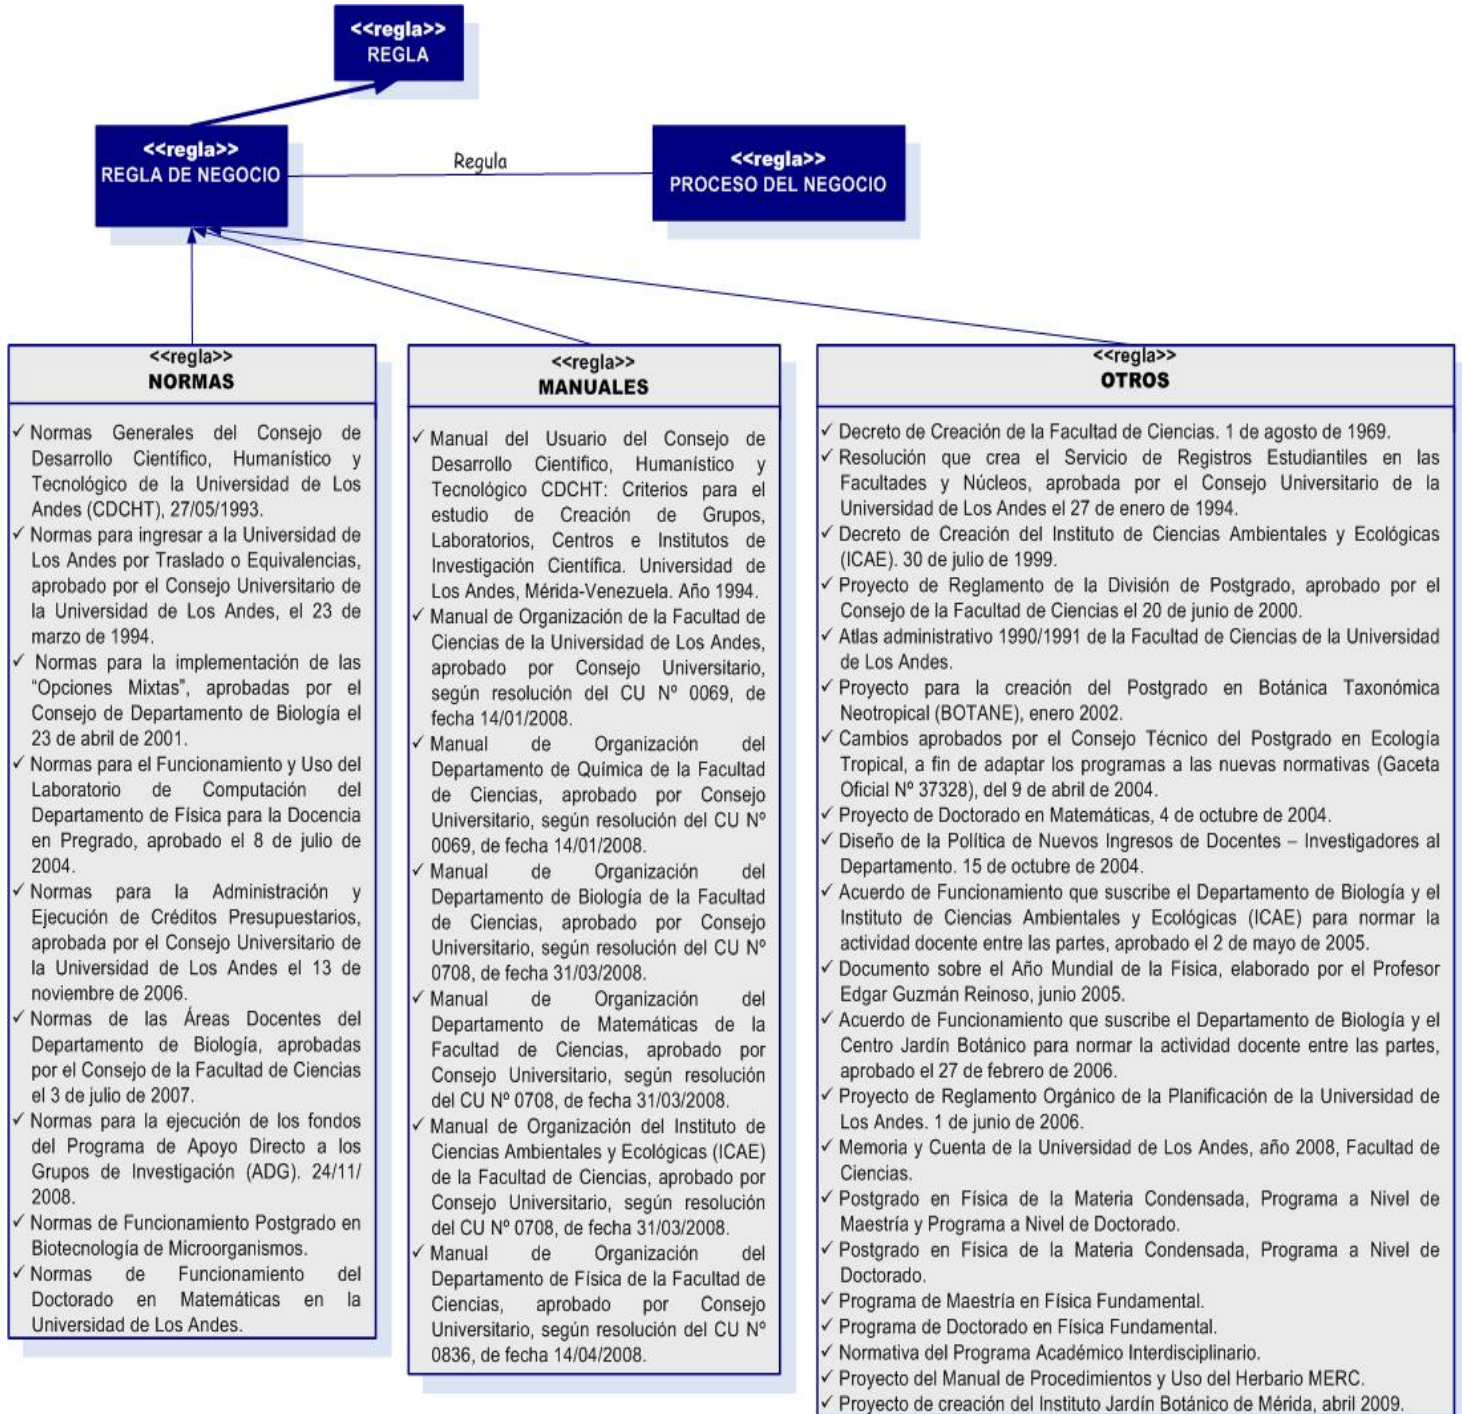 <<regla>>
REGLA
<<regla>>
REGLA DE NEGOCIO
Regula
<<regla>>
PROCESO DEL NEGOCIO
<<regla>>
NORMAS
✓ Normas Generales del Consejo de
Desarrollo Científico, Humanístico y
Tecnológico de la Universidad de Los
Andes (CDCHT), 27/05/1993.
✓ Normas para ingresar a la Universidad de
Los Andes por Traslado o Equivalencias,
aprobado por el Consejo Universitario de
la Universidad de Los Andes, el 23 de
marzo de 1994.
✓ Normas para la implementación de las
“Opciones Mixtas”, aprobadas por el
Consejo de Departamento de Biología el
23 de abril de 2001.
✓ Normas para el Funcionamiento y Uso del
Laboratorio de Computación del
Departamento de Física para la Docencia
en Pregrado, aprobado el 8 de julio de
2004.
✓ Normas para la Administración y
Ejecución de Créditos Presupuestarios,
aprobada por el Consejo Universitario de
la Universidad de Los Andes el 13 de
noviembre de 2006.
✓ Normas de las Áreas Docentes del
Departamento de Biología, aprobadas
por el Consejo de la Facultad de Ciencias
el 3 de julio de 2007.
✓ Normas para la ejecución de los fondos
del Programa de Apoyo Directo a los
Grupos de Investigación (ADG). 24/11/
2008.
✓ Normas de Funcionamiento Postgrado en
Biotecnología de Microorganismos.
✓ Normas de Funcionamiento del
Doctorado en Matemáticas en la
Universidad de Los Andes.
<<regla>>
MANUALES
✓ Manual del Usuario del Consejo de
Desarrollo Científico, Humanístico y
Tecnológico CDCHT: Criterios para el
estudio de Creación de Grupos,
Laboratorios, Centros e Institutos de
Investigación Científica. Universidad de
Los Andes, Mérida-Venezuela. Año 1994.
✓ Manual de Organización de la Facultad de
Ciencias de la Universidad de Los Andes,
aprobado por Consejo Universitario,
según resolución del CU Nº 0069, de
fecha 14/01/2008.
✓ Manual de Organización del
Departamento de Química de la Facultad
de Ciencias, aprobado por Consejo
Universitario, según resolución del CU Nº
0069, de fecha 14/01/2008.
✓ Manual de Organización del
Departamento de Biología de la Facultad
de Ciencias, aprobado por Consejo
Universitario, según resolución del CU Nº
0708, de fecha 31/03/2008.
✓ Manual de Organización del
Departamento de Matemáticas de la
Facultad de Ciencias, aprobado por
Consejo Universitario, según resolución
del CU Nº 0708, de fecha 31/03/2008.
✓ Manual de Organización del Instituto de
Ciencias Ambientales y Ecológicas (ICAE)
de la Facultad de Ciencias, aprobado por
Consejo Universitario, según resolución
del CU Nº 0708, de fecha 31/03/2008.
✓ Manual de Organización del
Departamento de Física de la Facultad de
Ciencias, aprobado por Consejo
Universitario, según resolución del CU Nº
0836, de fecha 14/04/2008.
<<regla>>
OTROS
✓ Decreto de Creación de la Facultad de Ciencias. 1 de agosto de 1969.
✓ Resolución que crea el Servicio de Registros Estudiantiles en las
Facultades y Núcleos, aprobada por el Consejo Universitario de la
Universidad de Los Andes el 27 de enero de 1994.
✓ Decreto de Creación del Instituto de Ciencias Ambientales y Ecológicas
(ICAE). 30 de julio de 1999.
✓ Proyecto de Reglamento de la División de Postgrado, aprobado por el
Consejo de la Facultad de Ciencias el 20 de junio de 2000.
✓ Atlas administrativo 1990/1991 de la Facultad de Ciencias de la Universidad
de Los Andes.
✓ Proyecto para la creación del Postgrado en Botánica Taxonómica
Neotropical (BOTANE), enero 2002.
✓ Cambios aprobados por el Consejo Técnico del Postgrado en Ecología
Tropical, a fin de adaptar los programas a las nuevas normativas (Gaceta
Oficial Nº 37328), del 9 de abril de 2004.
✓ Proyecto de Doctorado en Matemáticas, 4 de octubre de 2004.
✓ Diseño de la Política de Nuevos Ingresos de Docentes – Investigadores al
Departamento. 15 de octubre de 2004.
✓ Acuerdo de Funcionamiento que suscribe el Departamento de Biología y el
Instituto de Ciencias Ambientales y Ecológicas (ICAE) para normar la
actividad docente entre las partes, aprobado el 2 de mayo de 2005.
✓ Documento sobre el Año Mundial de la Física, elaborado por el Profesor
Edgar Guzmán Reinoso, junio 2005.
✓ Acuerdo de Funcionamiento que suscribe el Departamento de Biología y el
Centro Jardín Botánico para normar la actividad docente entre las partes,
aprobado el 27 de febrero de 2006.
✓ Proyecto de Reglamento Orgánico de la Planificación de la Universidad de
Los Andes. 1 de junio de 2006.
✓ Memoria y Cuenta de la Universidad de Los Andes, año 2008, Facultad de
Ciencias.
✓ Postgrado en Física de la Materia Condensada, Programa a Nivel de
Maestría y Programa a Nivel de Doctorado.
✓ Postgrado en Física de la Materia Condensada, Programa a Nivel de
Doctorado.
✓ Programa de Maestría en Física Fundamental.
✓ Programa de Doctorado en Física Fundamental.
✓ Normativa del Programa Académico Interdisciplinario.
✓ Proyecto del Manual de Procedimientos y Uso del Herbario MERC.
✓ Proyecto de creación del Instituto Jardín Botánico de Mérida, abril 2009.